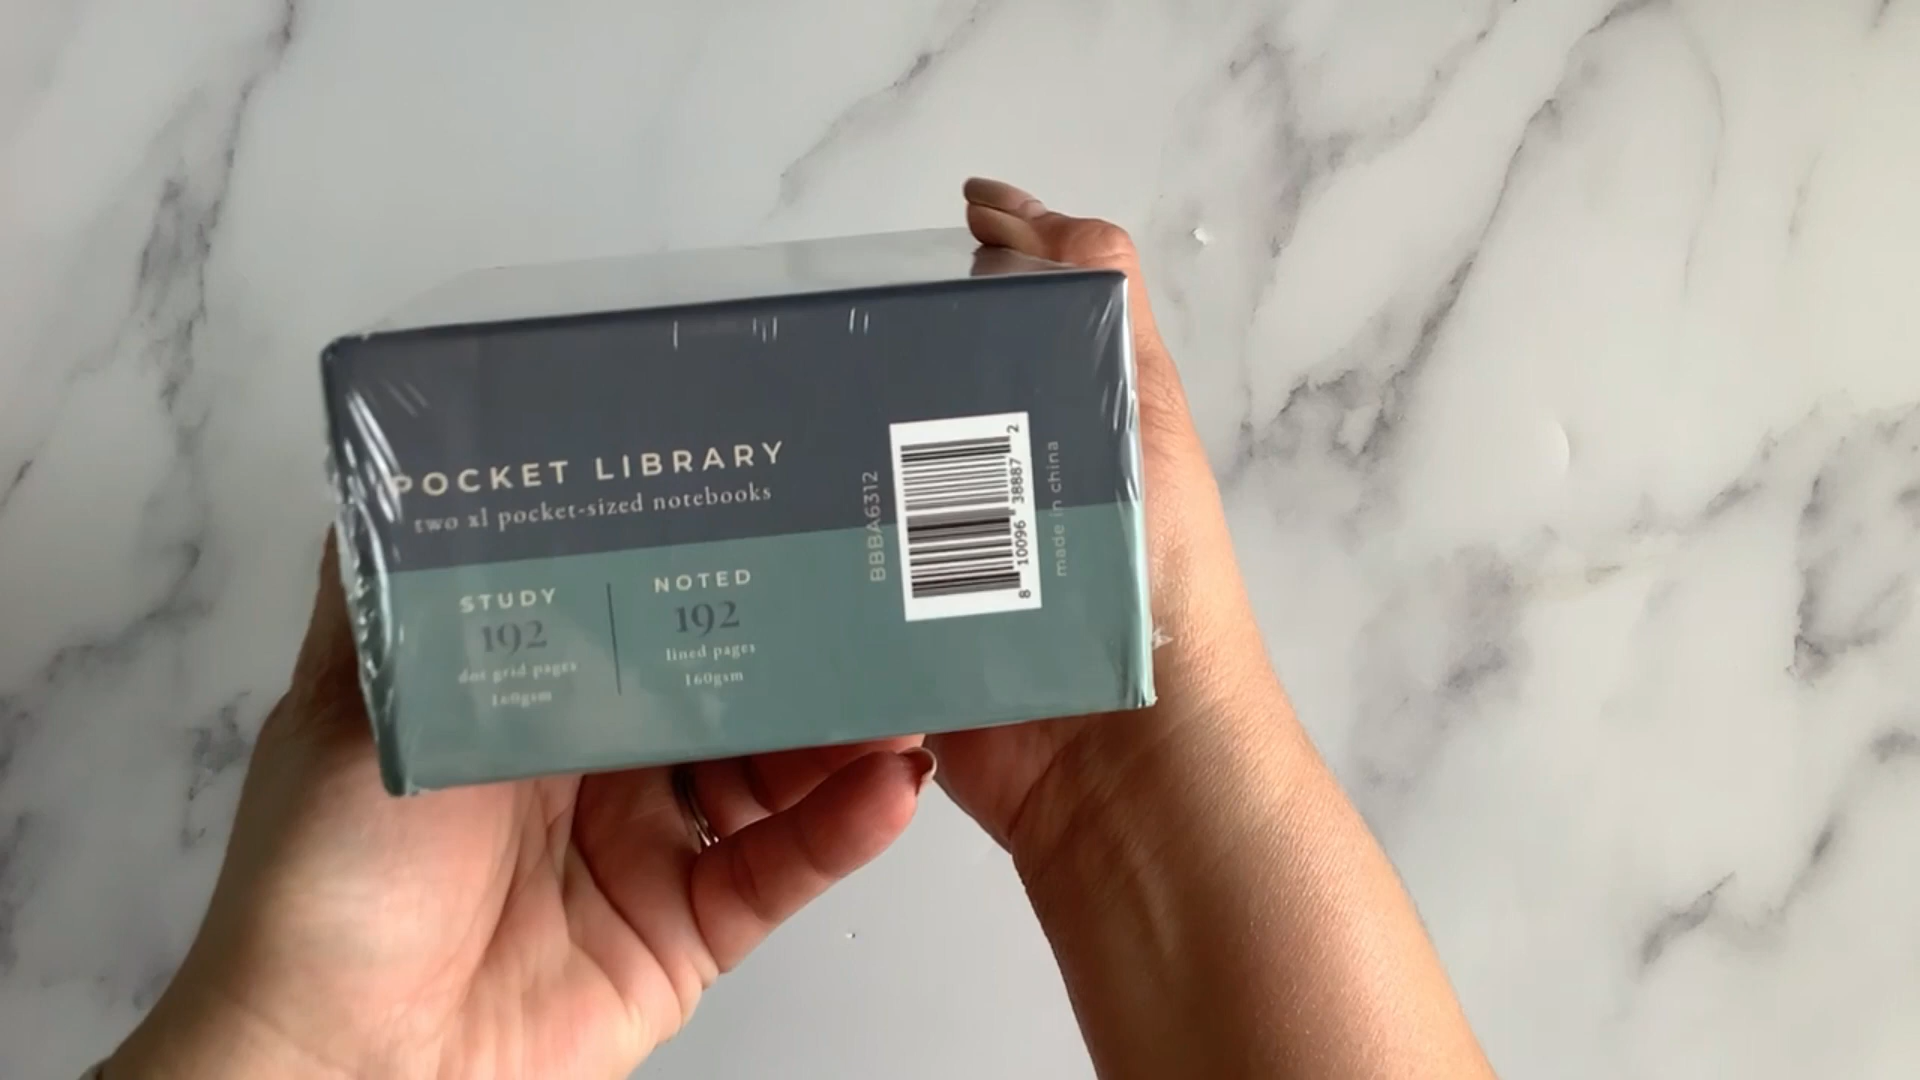 POCKET LIBRARY
two xl pocket-sized notebooks
STUDY
192
dot grid pages
160gsm
NOTED
192
lined pages
160gsm
BBBA6312
8 10096 38887 2
made in china